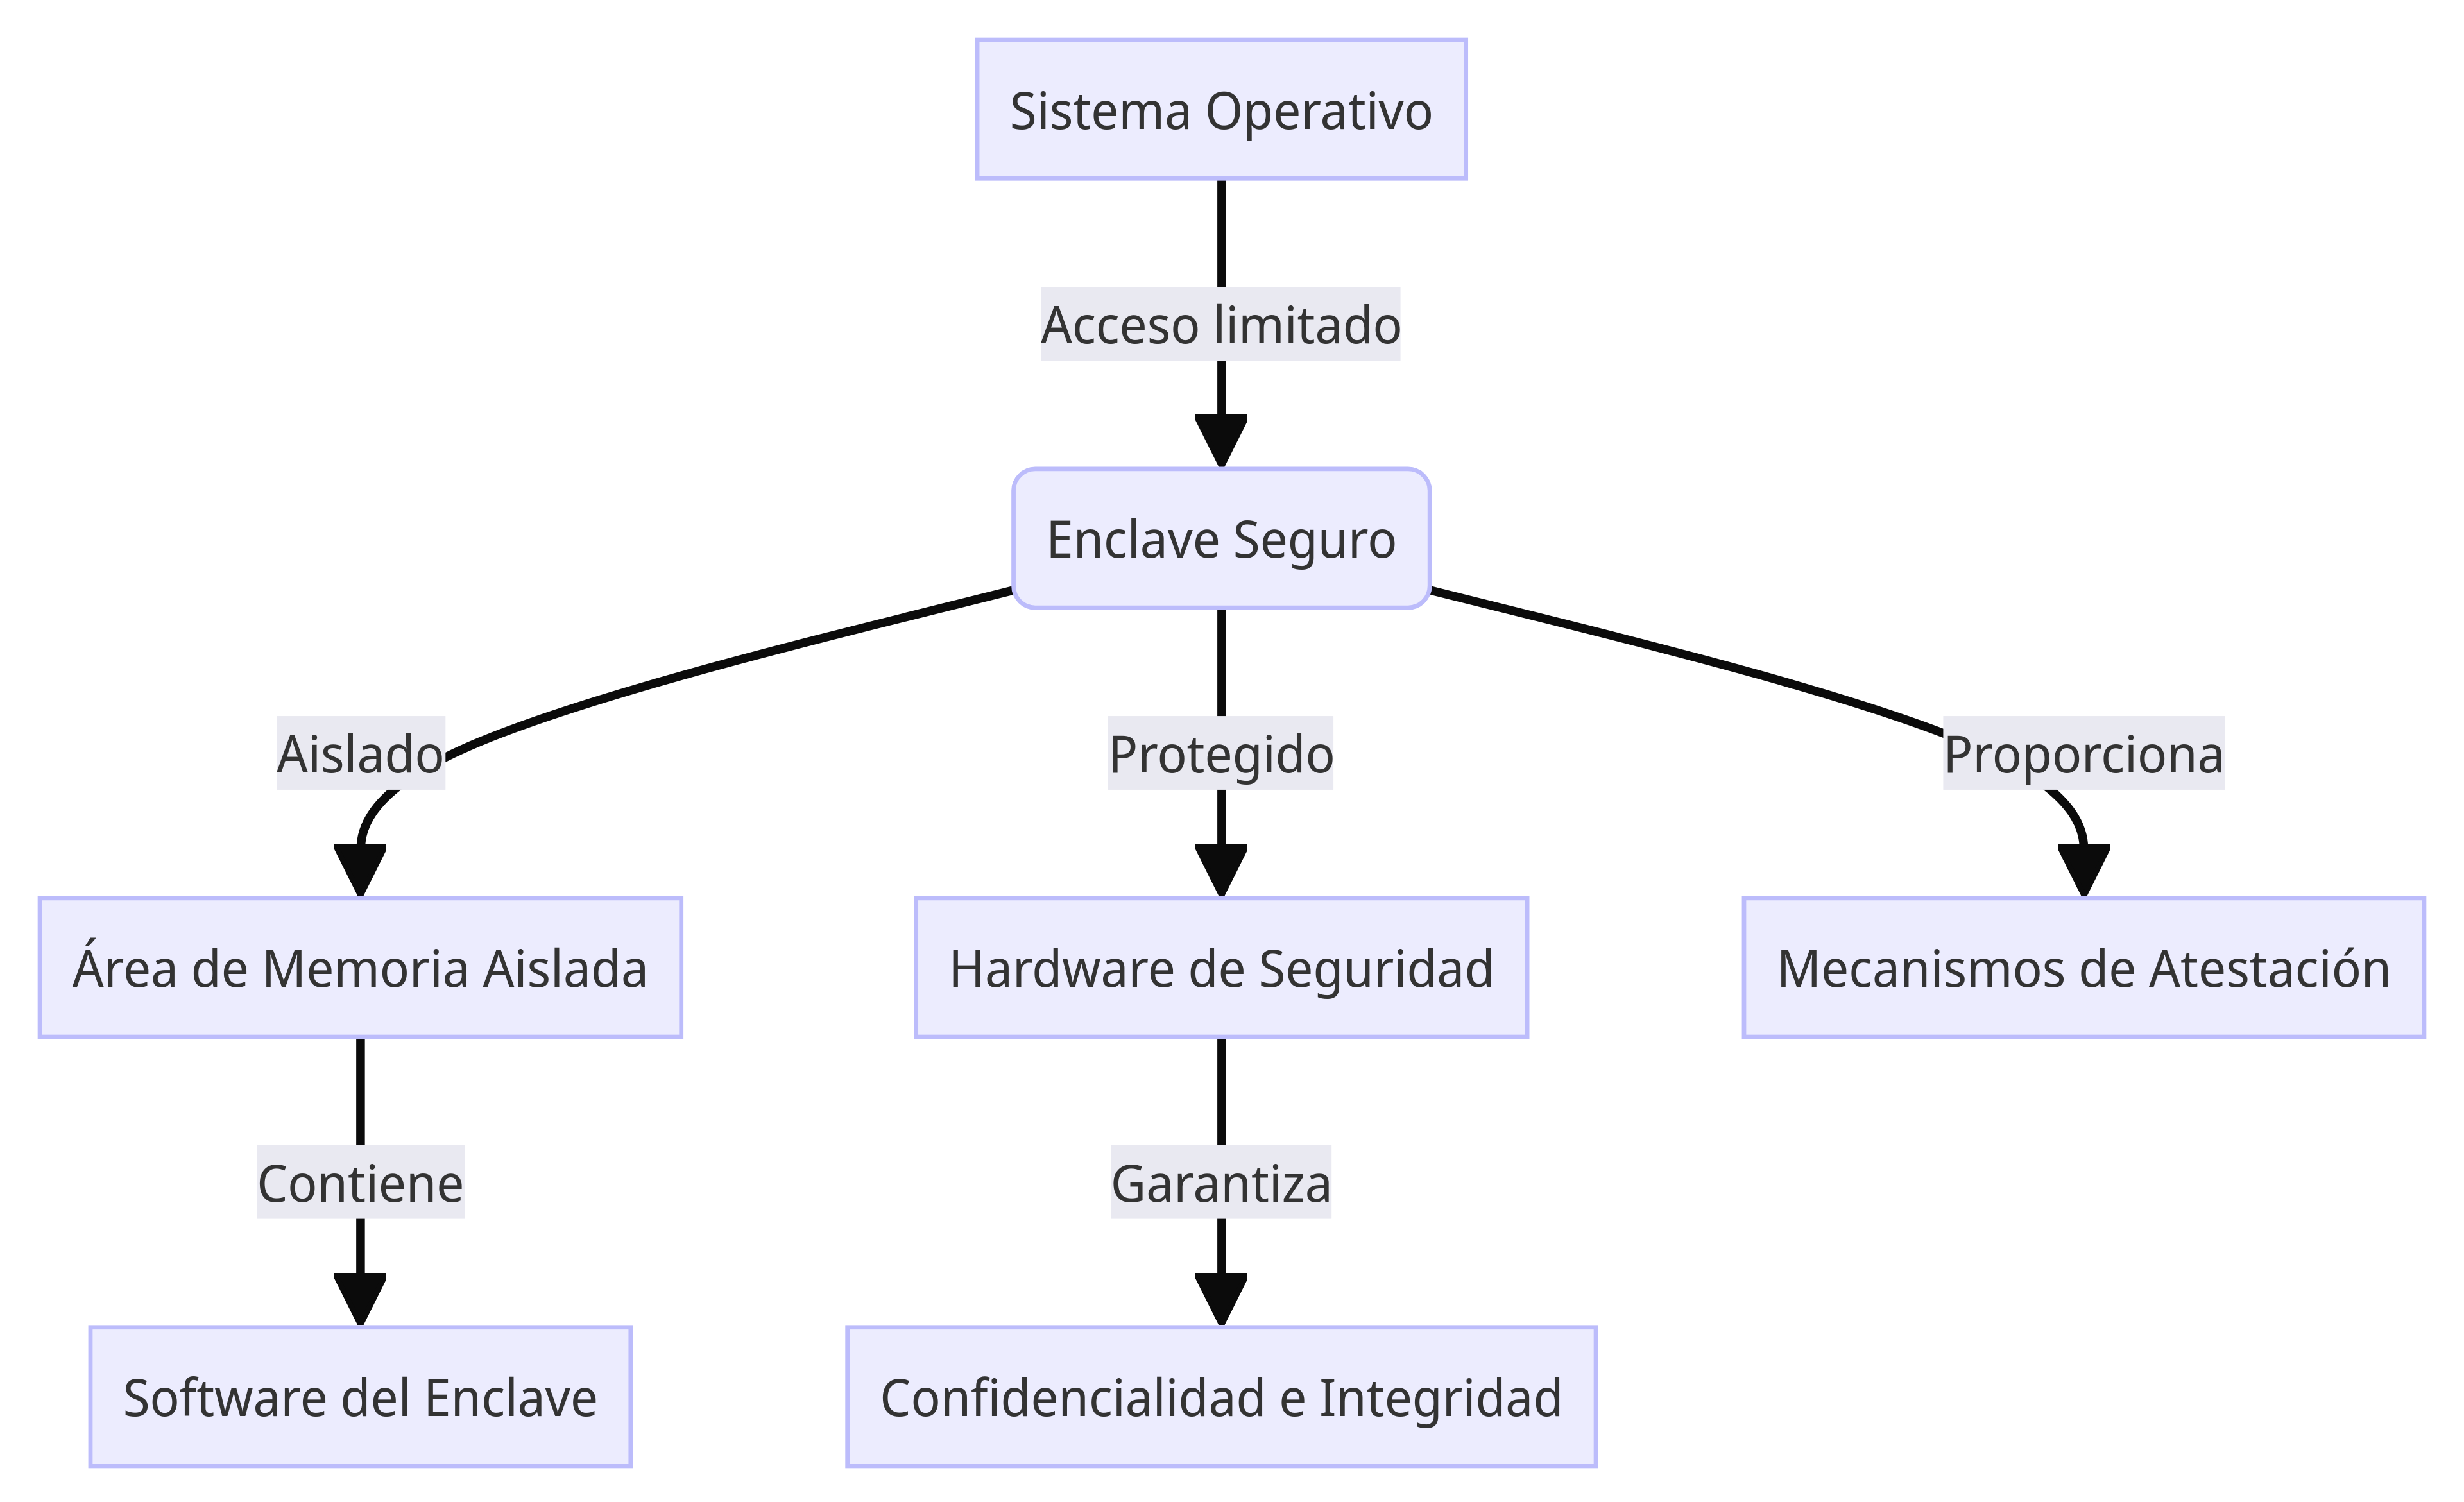 Sistema Operativo
Acceso limitado
Enclave Seguro
Aislado
Protegido
Proporciona
Área de Memoria Aislada
Hardware de Seguridad
Mecanismos de Atestación
Contiene
Garantiza
Software del Enclave
Confidencialidad e Integridad